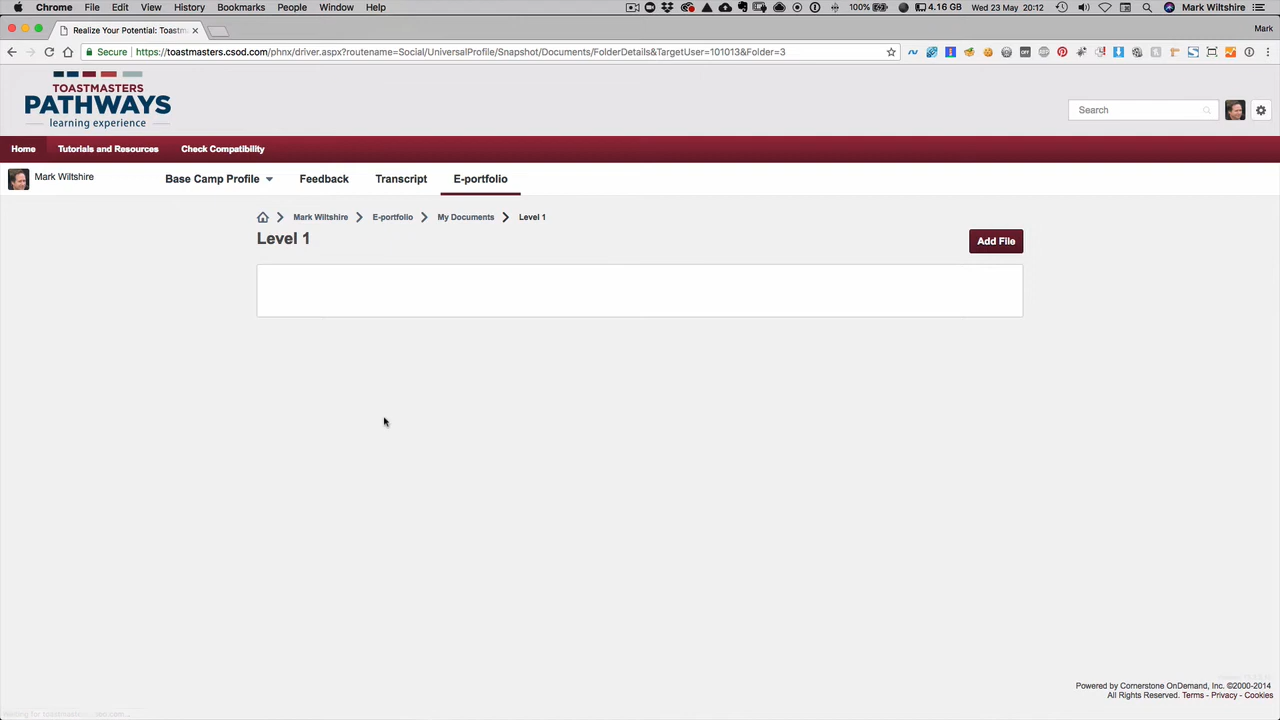 Chrome File Edit View History Bookmarks People Window Help 100% 4.16 GB Wed 23 May 20:12 Mark Wiltshire
Realize Your Potential: Toastm Mark
Secure https://toastmasters.csod.com/phnx/driver.aspx?routename=Social/UniversalProfile/Snapshot/Documents/FolderDetails&TargetUser=101013&Folder=3
TOASTMASTERS
PATHWAYS
learning experience
Search
Home Tutorials and Resources Check Compatibility
Mark Wiltshire Base Camp Profile Feedback Transcript E-portfolio
Mark Wiltshire E-portfolio My Documents Level 1
Level 1
Add File
Powered by Cornerstone OnDemand, Inc. ©2000-2014
All Rights Reserved. Terms - Privacy - Cookies